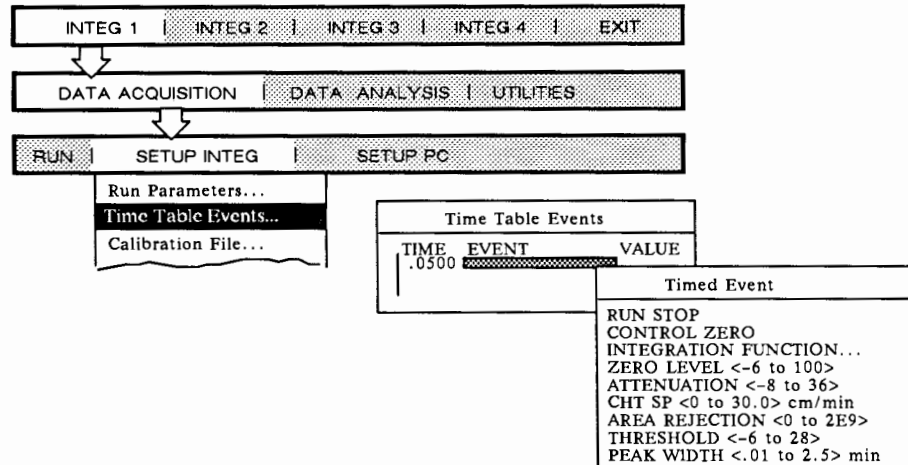 INTEG 1 | INTEG 2 | INTEG 3 | INTEG 4 | EXIT
DATA ACQUISITION | DATA ANALYSIS | UTILITIES
RUN | SETUP INTEG | SETUP PC
Run Parameters...
Time Table Events...
Calibration File...
Time Table Events
TIME EVENT VALUE
.0500
Timed Event
RUN STOP
CONTROL ZERO
INTEGRATION FUNCTION...
ZERO LEVEL <-6 to 100>
ATTENUATION <-8 to 36>
CHT SP <0 to 30.0> cm/min
AREA REJECTION <0 to 2E9>
THRESHOLD <-6 to 28>
PEAK WIDTH <.01 to 2.5> min